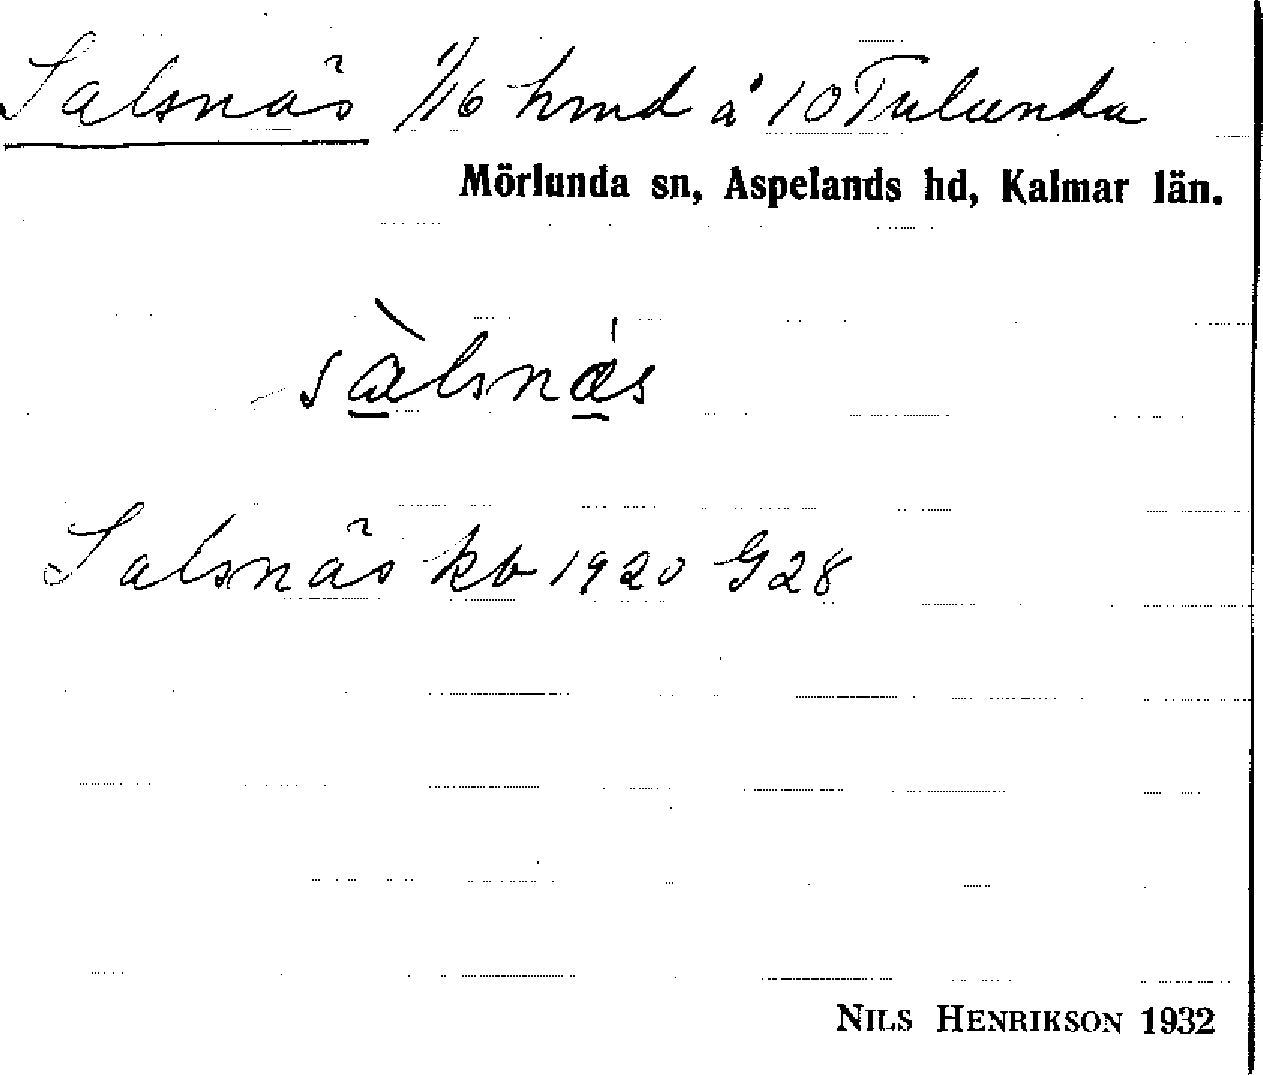 Salsnäs 1/16 hmd å 10 Tulunda
Mörlunda sn, Aspelands hd, Kalmar län.
sàlsnæ̍s
Salsnäs kb 1920 G28
NILS HENRIKSON 1932